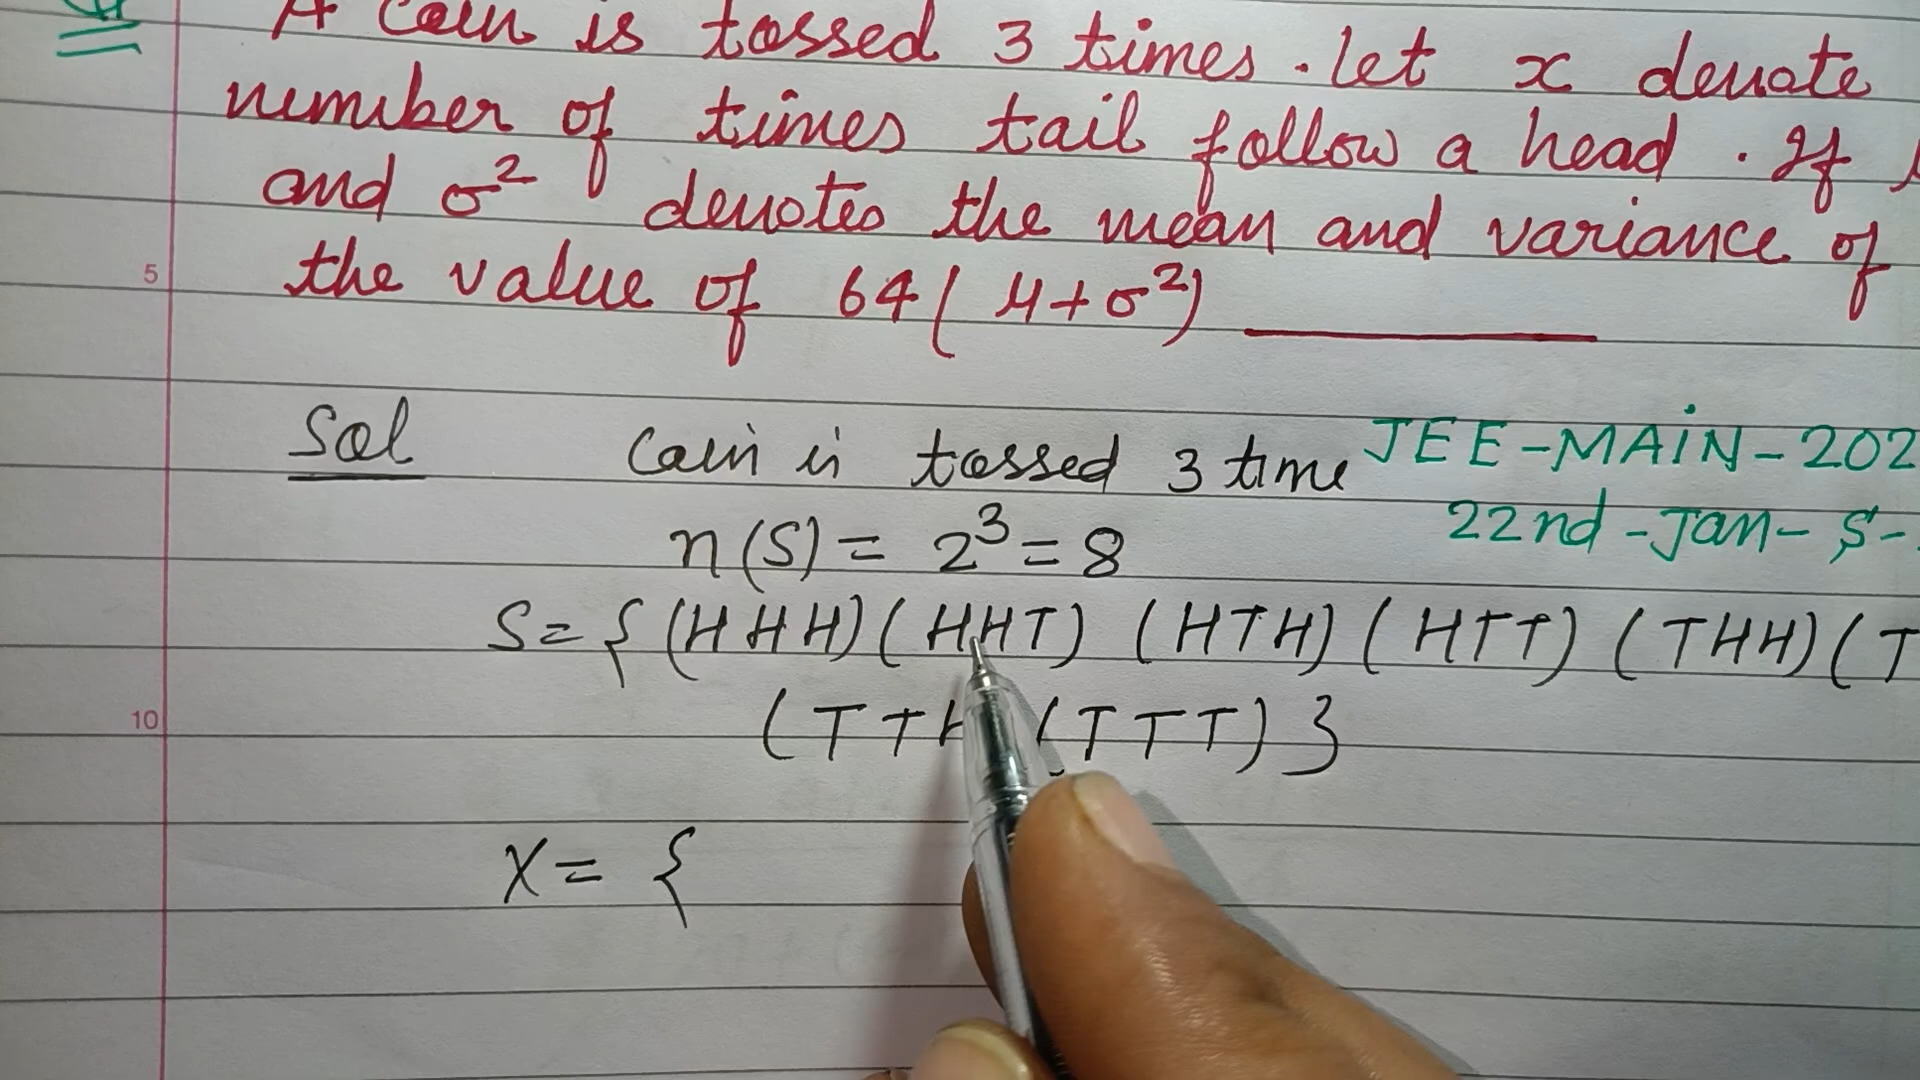 A Coin is tossed 3 times. let x denote
number of times tail follow a head. If
and σ² denotes the mean and variance of
5 the value of 64( μ+σ²) ________
Sol Coin is tossed 3 time JEE-MAIN-202
n(S) = 2³=8 22nd-Jan-S-
S={(HHH)(HHT) (HTH)(HTT)(THH)(T
10 (TTH (TTT)}
X= {